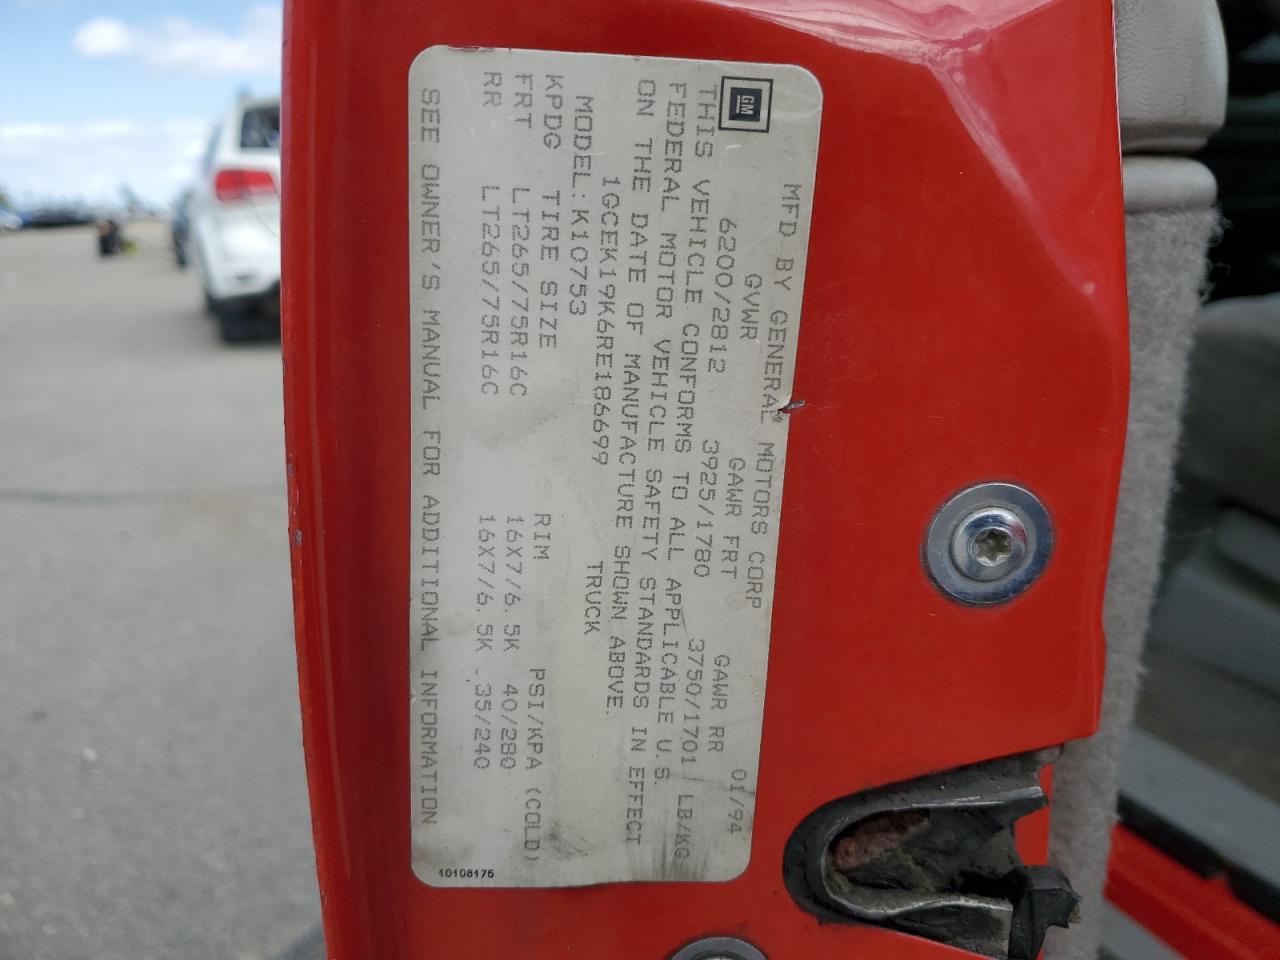 GM
MFD BY GENERAL MOTORS CORP 01/94
GVWR GAWR FRT GAWR RR
6200/2812 3925/1780 3750/1701 LB/KG
THIS VEHICLE CONFORMS TO ALL APPLICABLE U.S.
FEDERAL MOTOR VEHICLE SAFETY STANDARDS IN EFFECT
ON THE DATE OF MANUFACTURE SHOWN ABOVE.
1GCEK19K6RE186699 TRUCK
MODEL:K10753
KPDG TIRE SIZE RIM PSI/KPA (COLD)
FRT LT265/75R16C 16X7/6.5K 40/280
RR LT265/75R16C 16X7/6.5K 35/240
SEE OWNER'S MANUAL FOR ADDITIONAL INFORMATION
10108175